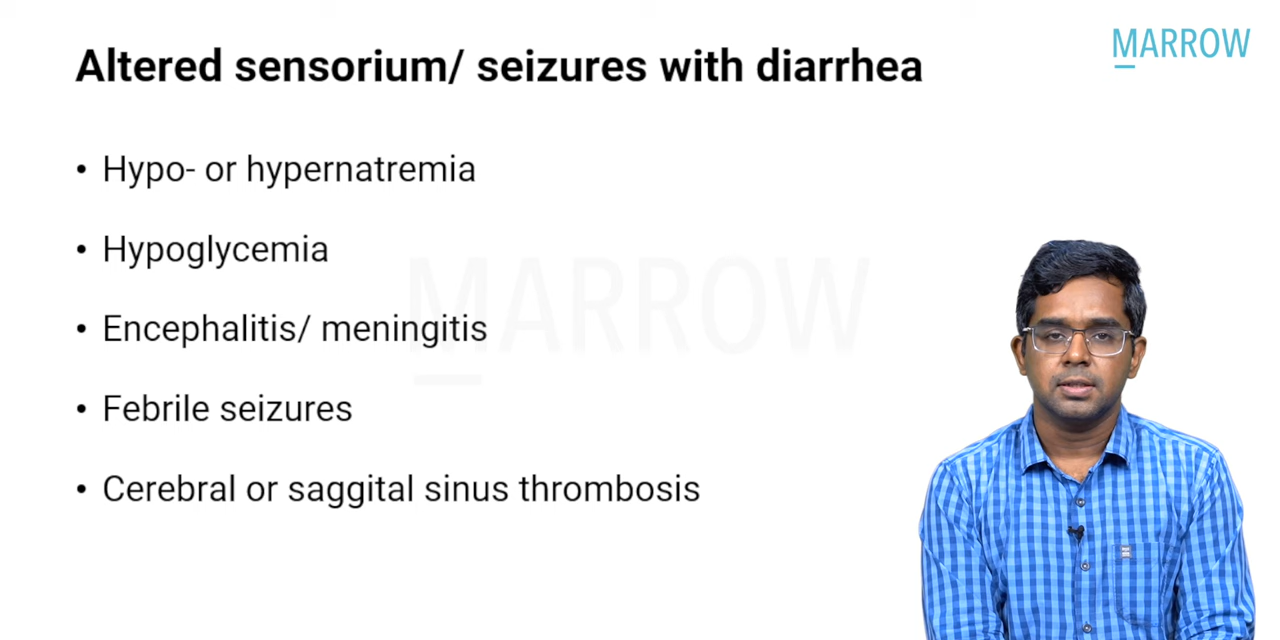 MARROW
Altered sensorium/ seizures with diarrhea
• Hypo- or hypernatremia
• Hypoglycemia
• Encephalitis/ meningitis
• Febrile seizures
• Cerebral or saggital sinus thrombosis
MARROW